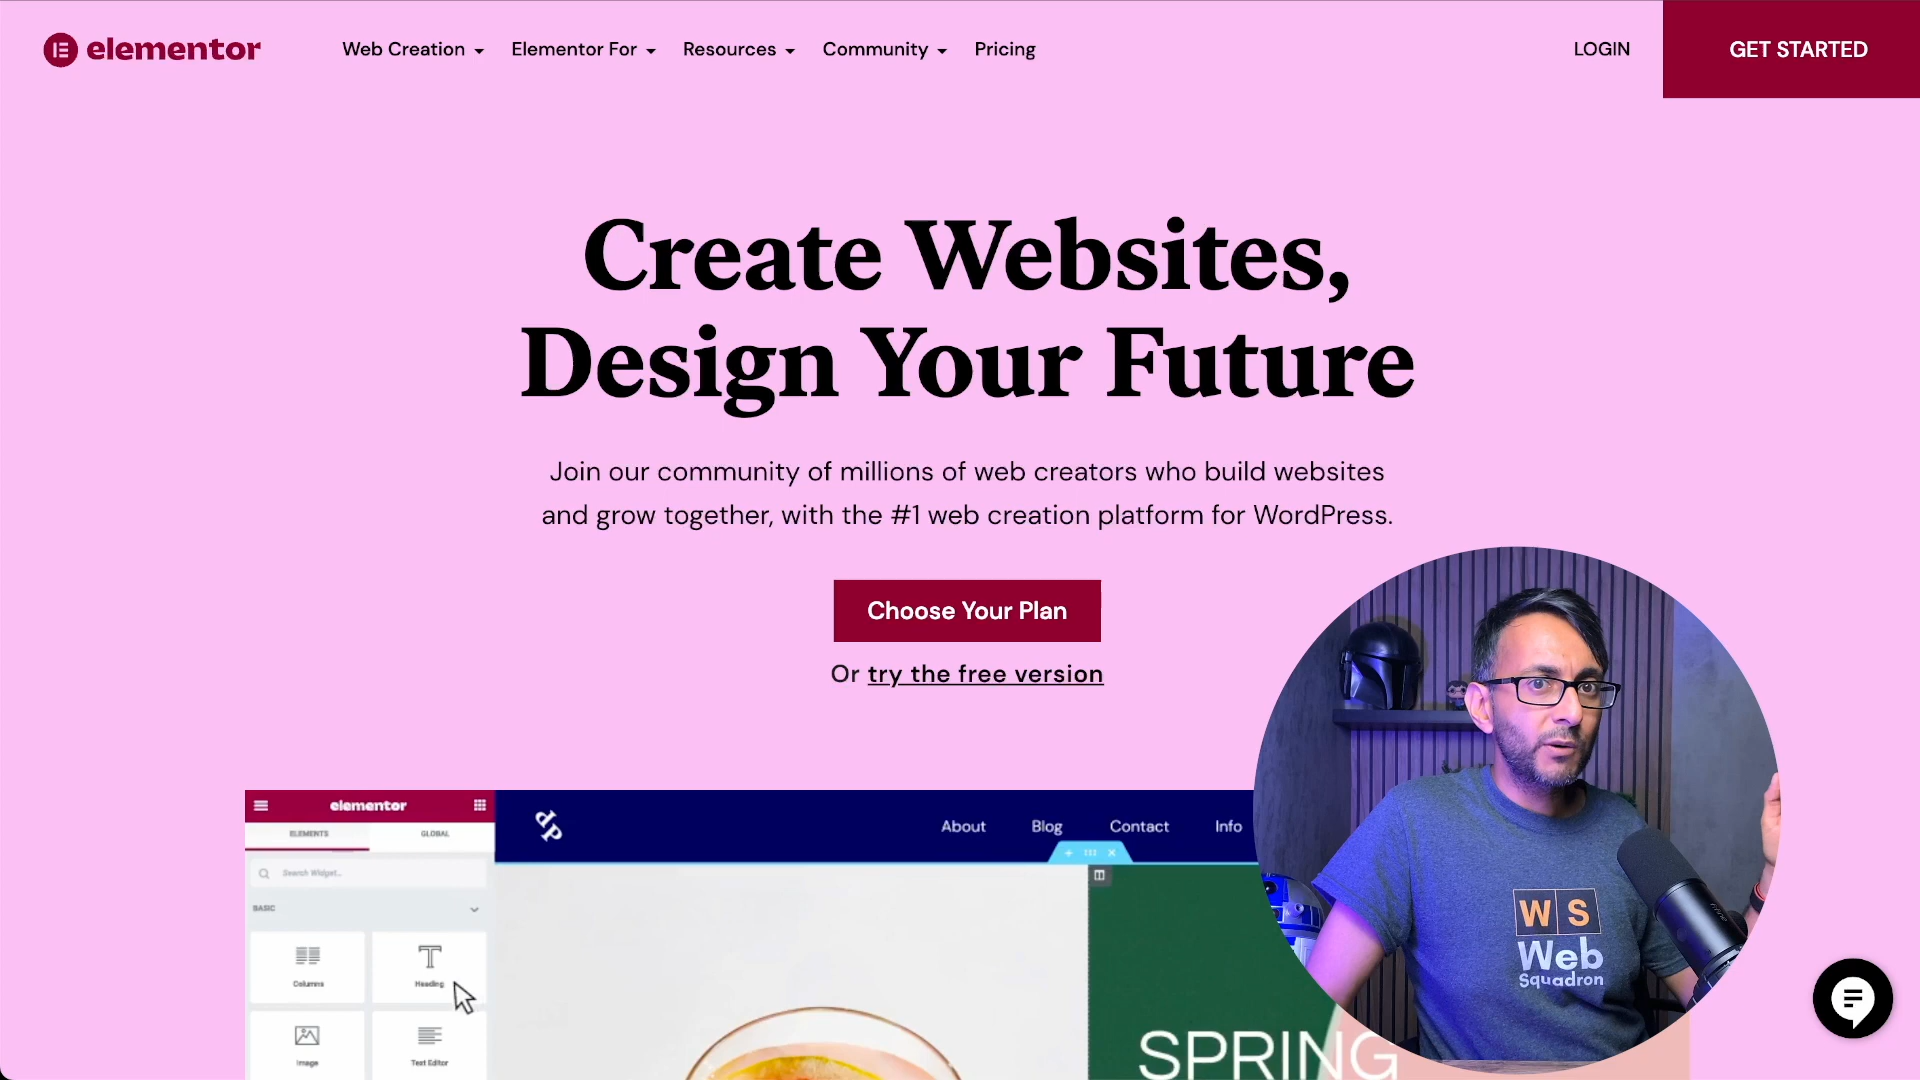 elementor
Web Creation
Elementor For
Resources
Community
Pricing
LOGIN
GET STARTED
Create Websites,
Design Your Future
Join our community of millions of web creators who build websites
and grow together, with the #1 web creation platform for WordPress.
Choose Your Plan
Or try the free version
elementor
ELEMENTS
GLOBAL
Search Widget...
BASIC
Columns
Heading
Image
Text Editor
dp
About
Blog
Contact
Info
SPRING
WS
Web
Squadron